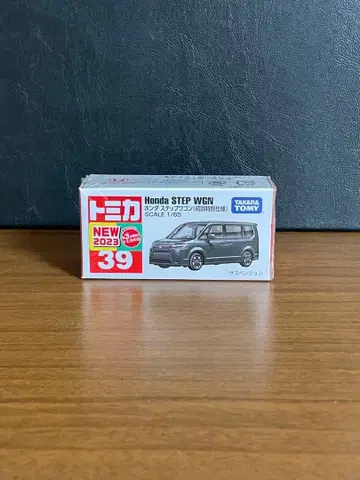 トミカ
NEW
2023
39
Honda STEP WGN
ホンダ ステップワゴン(初回特別仕様)
SCALE 1/65
TAKARA
TOMY
サスペンション